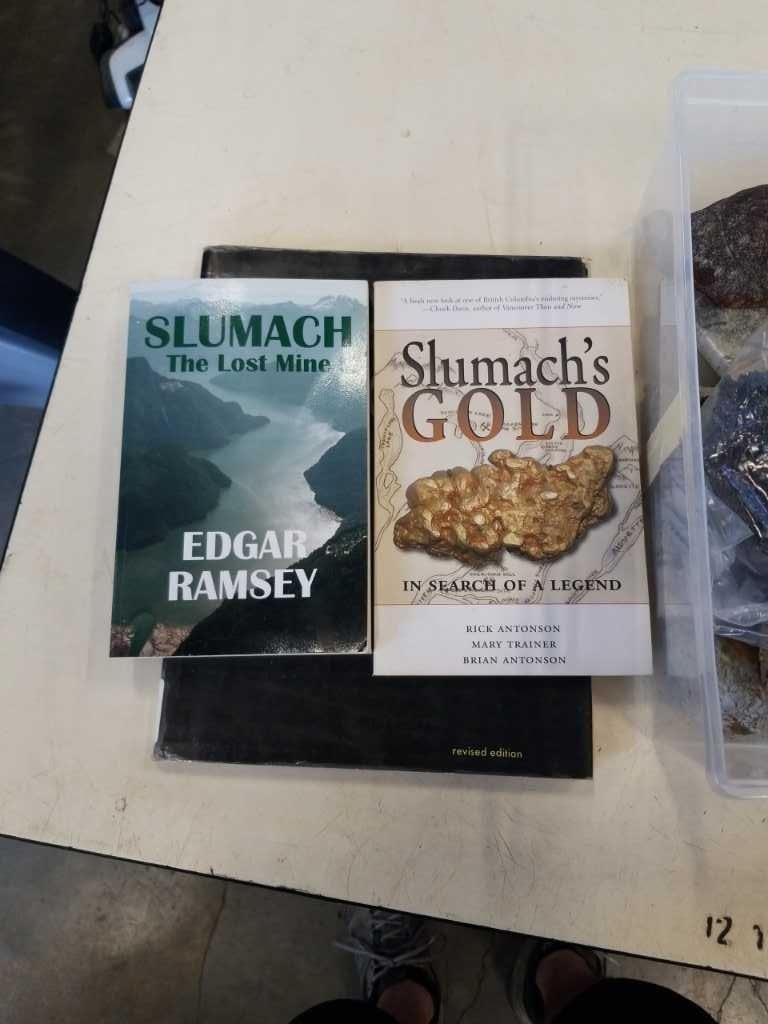 SLUMACH
The Lost Mine
EDGAR
RAMSEY
"A fresh new look at one of British Columbia's enduring mysteries."
—Chuck Davis, author of Vancouver Then and Now
Slumach's
GOLD
IN SEARCH OF A LEGEND
RICK ANTONSON
MARY TRAINER
BRIAN ANTONSON
revised edition
12